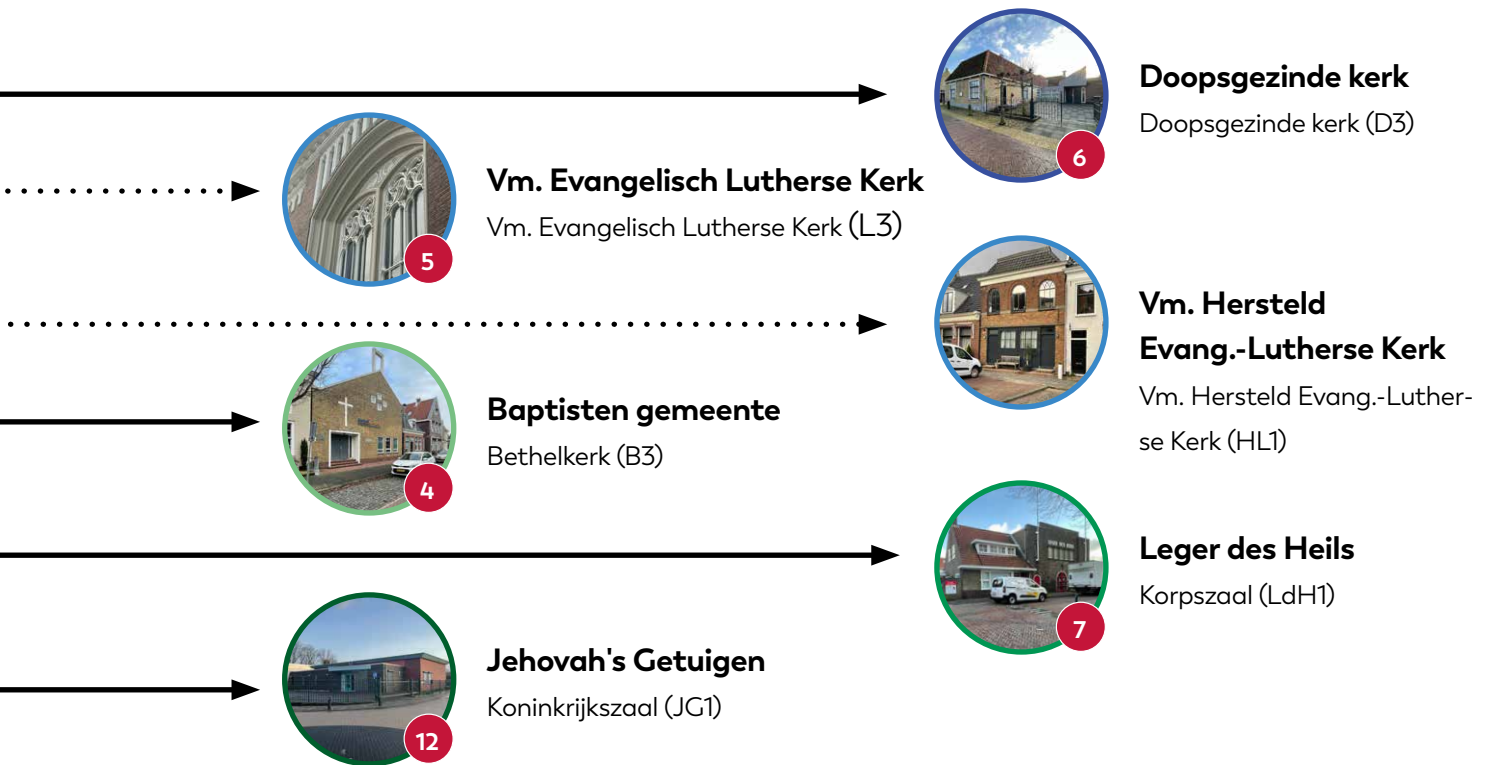 Doopsgezinde kerk
Doopsgezinde kerk (D3)
6
Vm. Evangelisch Lutherse Kerk
Vm. Evangelisch Lutherse Kerk (L3)
5
Vm. Hersteld
Evang.-Lutherse Kerk
Vm. Hersteld Evang.-Luther-
se Kerk (HL1)
Baptisten gemeente
Bethelkerk (B3)
4
Leger des Heils
Korpszaal (LdH1)
7
Jehovah's Getuigen
Koninkrijkszaal (JG1)
12